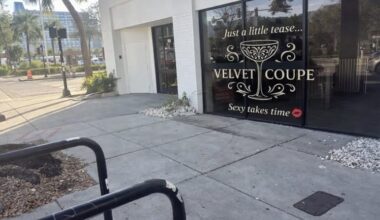 Just a little tease...
VELVET COUPE
Sexy takes time